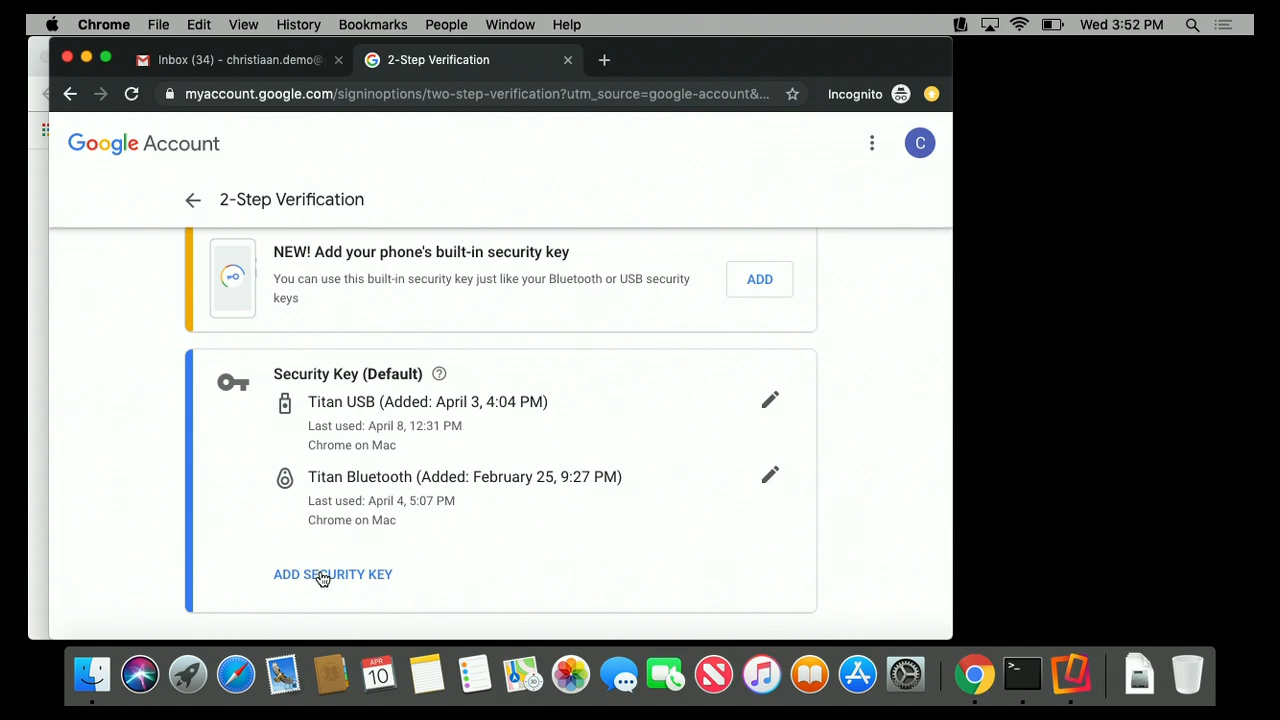 Chrome File Edit View History Bookmarks People Window Help Wed 3:52 PM
Inbox (34) - christiaan.demo@ 2-Step Verification
myaccount.google.com/signinoptions/two-step-verification?utm_source=google-account&... Incognito
Google Account C
2-Step Verification
NEW! Add your phone's built-in security key
You can use this built-in security key just like your Bluetooth or USB security
keys
ADD
Security Key (Default)
Titan USB (Added: April 3, 4:04 PM)
Last used: April 8, 12:31 PM
Chrome on Mac
Titan Bluetooth (Added: February 25, 9:27 PM)
Last used: April 4, 5:07 PM
Chrome on Mac
ADD SECURITY KEY
APR
10